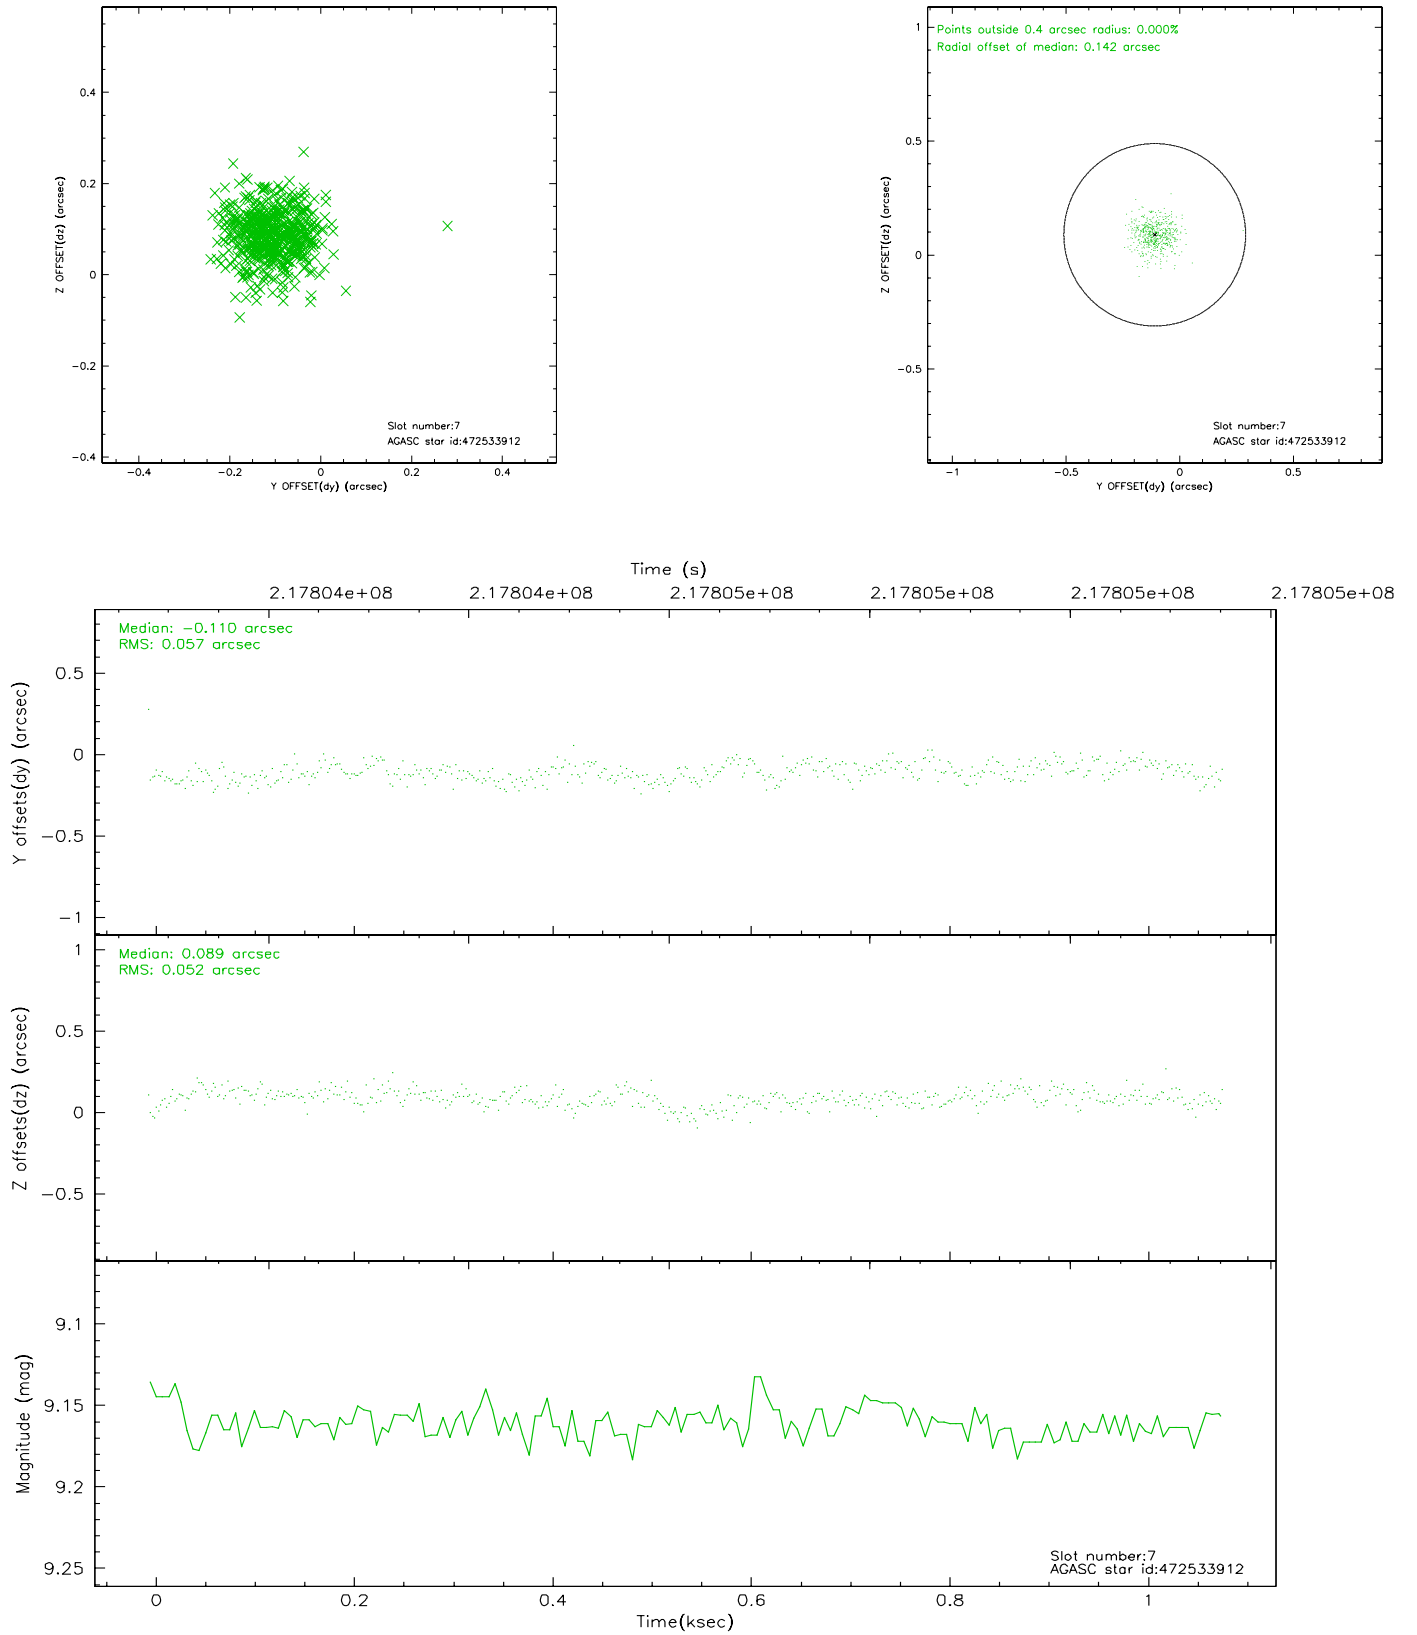 0.4
0.2
0
−0.2
−0.4
Z OFFSET(dz) (arcsec)
−0.4 −0.2 0 0.2 0.4
Y OFFSET(dy) (arcsec)
Slot number:7
AGASC star id:472533912
Points outside 0.4 arcsec radius: 0.000%
Radial offset of median: 0.142 arcsec
1
0.5
0
−0.5
Z OFFSET(dz) (arcsec)
−1 −0.5 0 0.5
Y OFFSET(dy) (arcsec)
Slot number:7
AGASC star id:472533912
Time (s)
2.17804e+08 2.17804e+08 2.17805e+08 2.17805e+08 2.17805e+08 2.17805e+08
Median: −0.110 arcsec
RMS: 0.057 arcsec
0.5
0
−0.5
−1
Y offsets(dy) (arcsec)
Median: 0.089 arcsec
RMS: 0.052 arcsec
1
0.5
0
−0.5
Z offsets(dz) (arcsec)
9.1
9.15
9.2
9.25
Magnitude (mag)
Slot number:7
AGASC star id:472533912
0 0.2 0.4 0.6 0.8 1
Time(ksec)